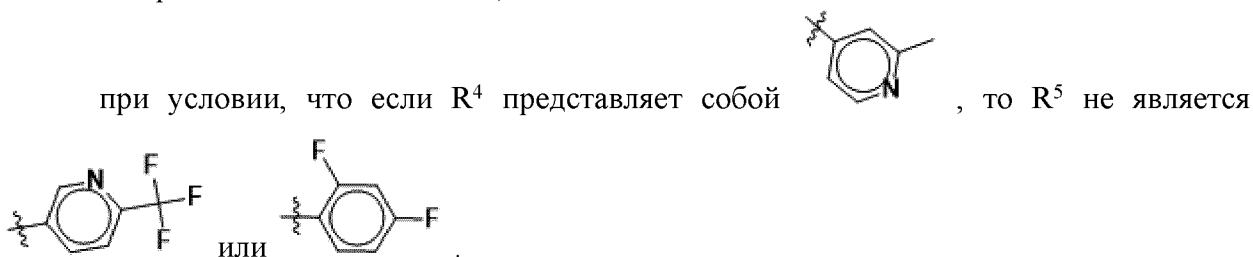 при условии, что если R⁴ представляет собой N , то R⁵ не является
N F F F или F F .